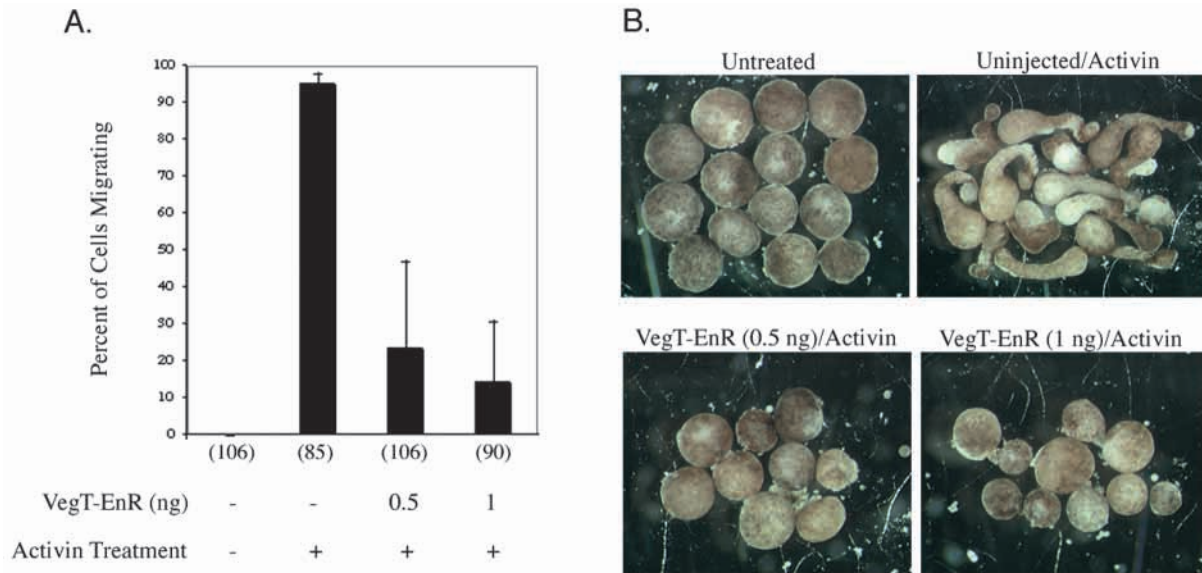 A.
Percent of Cells Migrating
100
90
80
70
60
50
40
30
20
10
0
(106) (85) (106) (90)
VegT-EnR (ng) - - 0.5 1
Activin Treatment - + + +
B.
Untreated
Uninjected/Activin
VegT-EnR (0.5 ng)/Activin
VegT-EnR (1 ng)/Activin